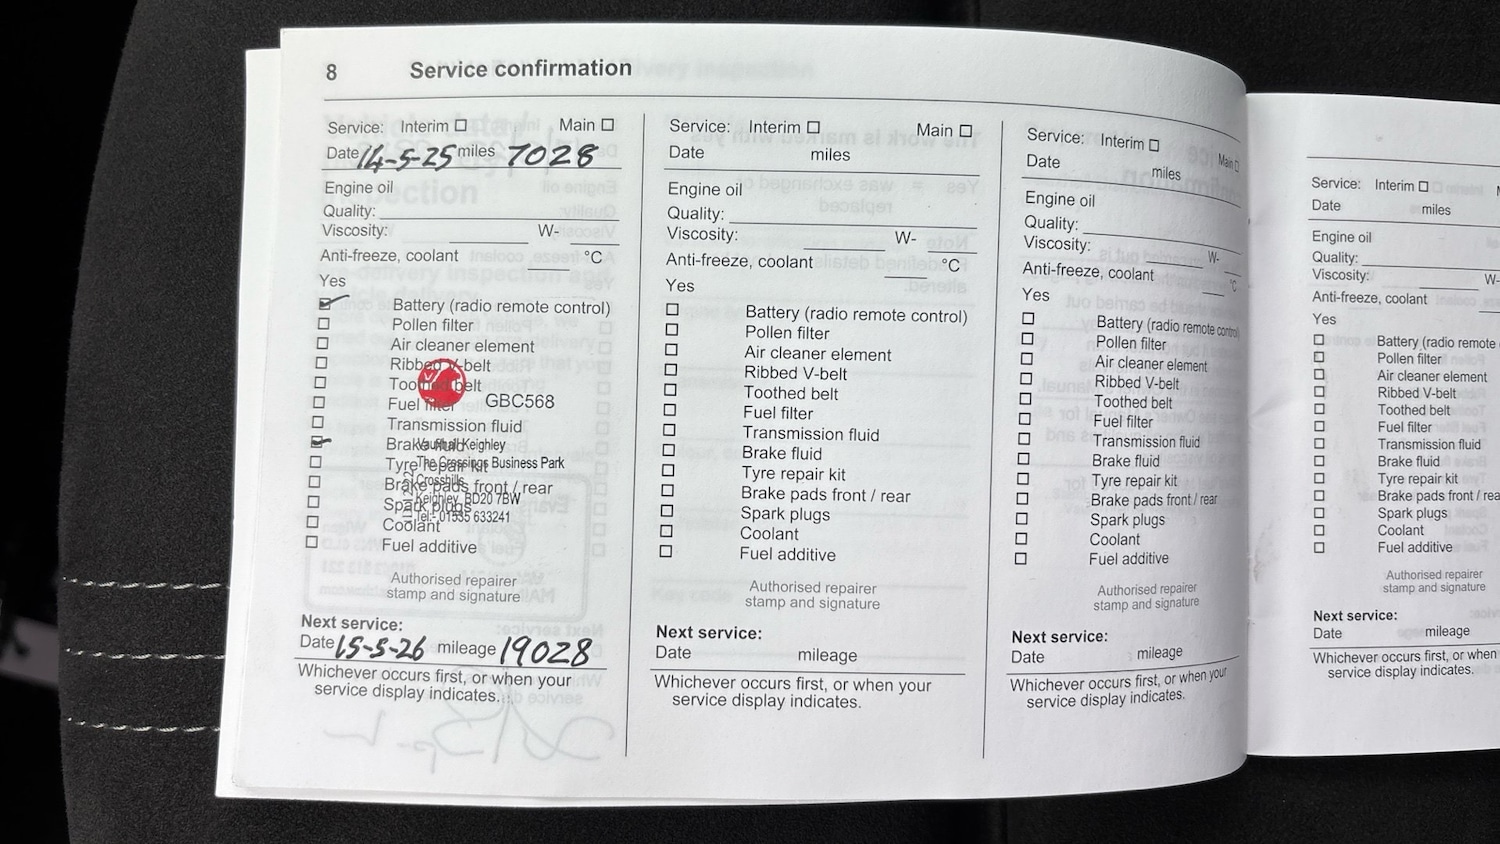 8 Service confirmation
Service: Interim ☐ Main ☐
Date 14-5-25 miles 7028
Engine oil
Quality:
Viscosity: W-
Anti-freeze, coolant °C
Yes
Battery (radio remote control)
Pollen filter
Air cleaner element
Ribbed V-belt
Toothed belt
GBC568
Fuel filter
Transmission fluid
Brake fluid
Vauxhall Keighley
Tyre repair kit
The Crossings Business Park
Brake pads front / rear
Crosshills
Spark plugs
Keighley, BD20 7BW
Coolant
Tel:- 01535 633241
Fuel additive
Authorised repairer
stamp and signature
Next service:
Date 15-5-26 mileage 19028
Whichever occurs first, or when your
service display indicates.
Service: Interim ☐ Main ☐
Date miles
Engine oil
Quality:
Viscosity: W-
Anti-freeze, coolant °C
Yes
Battery (radio remote control)
Pollen filter
Air cleaner element
Ribbed V-belt
Toothed belt
Fuel filter
Transmission fluid
Brake fluid
Tyre repair kit
Brake pads front / rear
Spark plugs
Coolant
Fuel additive
Authorised repairer
stamp and signature
Next service:
Date mileage
Whichever occurs first, or when your
service display indicates.
Service: Interim ☐ Main ☐
Date miles
Engine oil
Quality:
Viscosity: W-
Anti-freeze, coolant °C
Yes
Battery (radio remote control)
Pollen filter
Air cleaner element
Ribbed V-belt
Toothed belt
Fuel filter
Transmission fluid
Brake fluid
Tyre repair kit
Brake pads front / rear
Spark plugs
Coolant
Fuel additive
Authorised repairer
stamp and signature
Next service:
Date mileage
Whichever occurs first, or when your
service display indicates.
Service: Interim ☐
Date miles
Engine oil
Quality:
Viscosity: W-
Anti-freeze, coolant
Yes
Battery (radio remote
Pollen filter
Air cleaner element
Ribbed V-belt
Toothed belt
Fuel filter
Transmission fluid
Brake fluid
Tyre repair kit
Brake pads front / rea
Spark plugs
Coolant
Fuel additive
Authorised repairer
stamp and signature
Next service:
Date mileage
Whichever occurs first, or when
service display indicates.